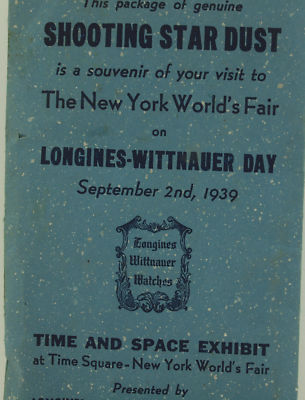 This package of genuine
SHOOTING STAR DUST
is a souvenir of your visit to
The New York World's Fair
on
LONGINES-WITTNAUER DAY
September 2nd, 1939
Longines
Wittnauer
Watches
TIME AND SPACE EXHIBIT
at Time Square-New York World's Fair
Presented by